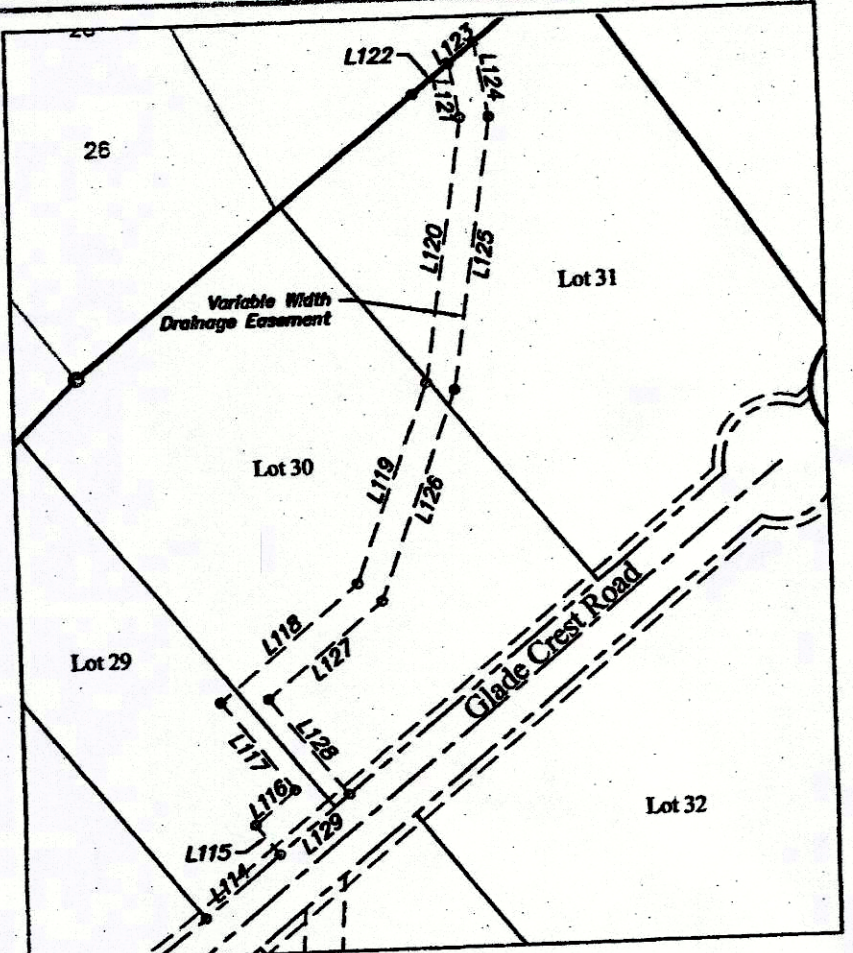 26
L122
L123
L121
L124
L120
L125
Lot 31
Variable Width
Drainage Easement
Lot 30
L119
L126
L118
L127
Lot 29
L117
L128
Glade Crest Road
L116
L129
L115
L114
Lot 32